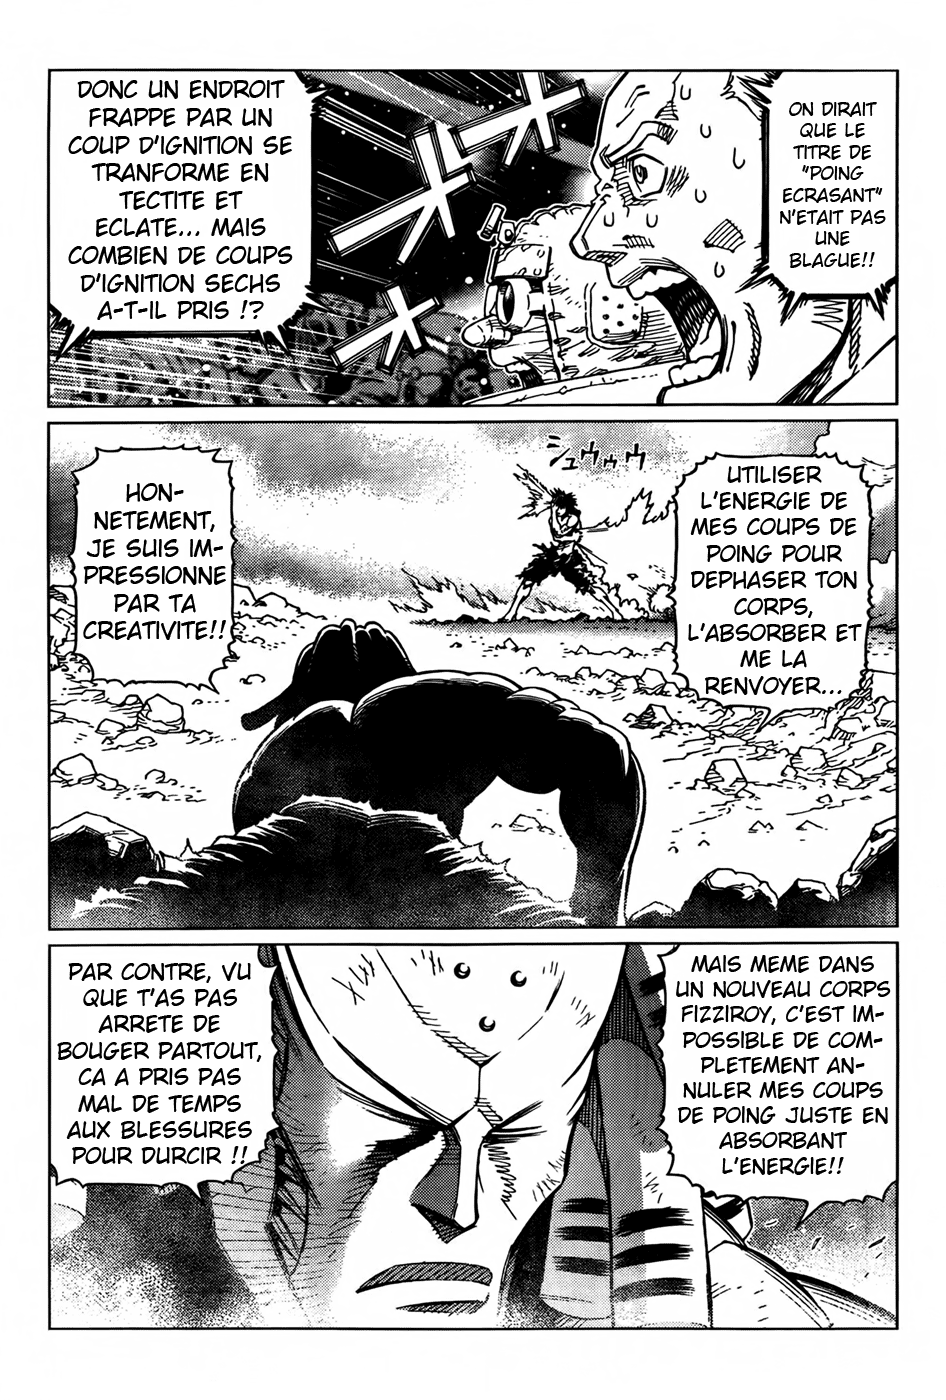 ON DIRAIT
QUE LE
TITRE DE
"POING
ECRASANT"
N'ETAIT PAS
UNE
BLAGUE!!
DONC UN ENDROIT
FRAPPE PAR UN
COUP D'IGNITION SE
TRANFORME EN
TECTITE ET
ECLATE... MAIS
COMBIEN DE COUPS
D'IGNITION SECHS
A-T-IL PRIS !?
シュウゥゥ
UTILISER
L'ENERGIE DE
MES COUPS DE
POING POUR
DEPHASER TON
CORPS,
L'ABSORBER ET
ME LA
RENVOYER...
HON-
NETEMENT,
JE SUIS IM-
PRESSIONNE
PAR TA
CREATIVITE!!
MAIS MEME DANS
UN NOUVEAU CORPS
FIZZIROY, C'EST IM-
POSSIBLE DE COM-
PLETEMENT AN-
NULER MES COUPS
DE POING JUSTE EN
ABSORBANT
L'ENERGIE!!
PAR CONTRE, VU
QUE T'AS PAS
ARRETE DE
BOUGER PARTOUT,
CA A PRIS PAS
MAL DE TEMPS
AUX BLESSURES
POUR DURCIR !!